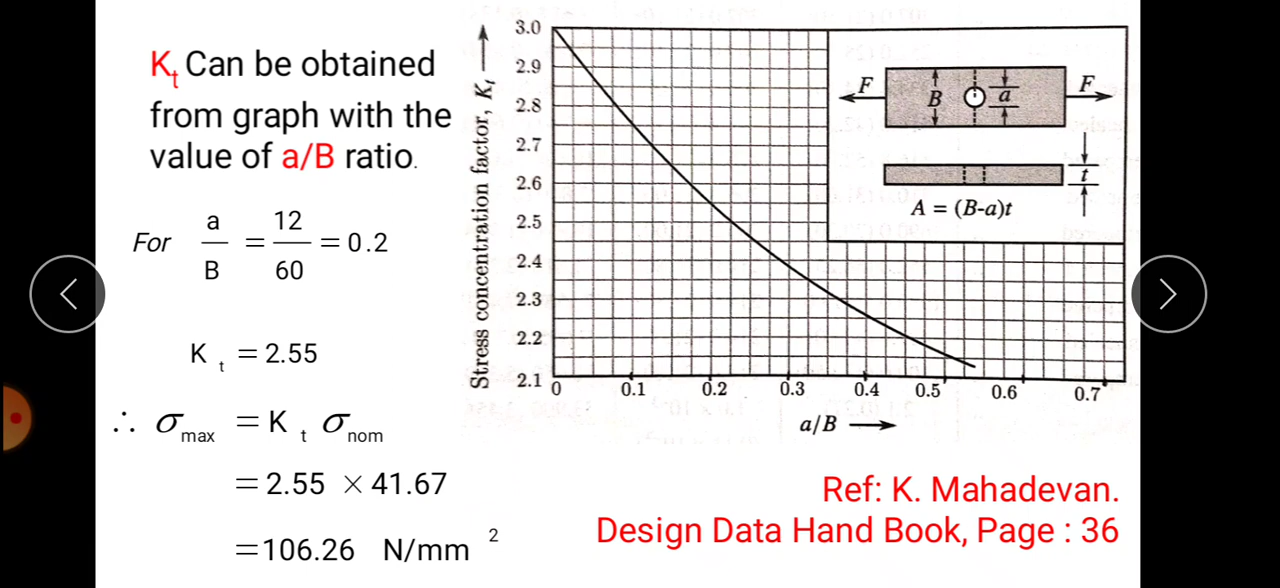 Kt Can be obtained
from graph with the
value of a/B ratio.
For a/B = 12/60 = 0.2
K t = 2.55
∴ σmax = K t σnom
= 2.55 × 41.67
=106.26 N/mm 2
Stress concentration factor, Kt
3.0
2.9
2.8
2.7
2.6
2.5
2.4
2.3
2.2
2.1
0 0.1 0.2 0.3 0.4 0.5 0.6 0.7
a/B
F B a F
t
A = (B-a)t
Ref: K. Mahadevan.
Design Data Hand Book, Page : 36